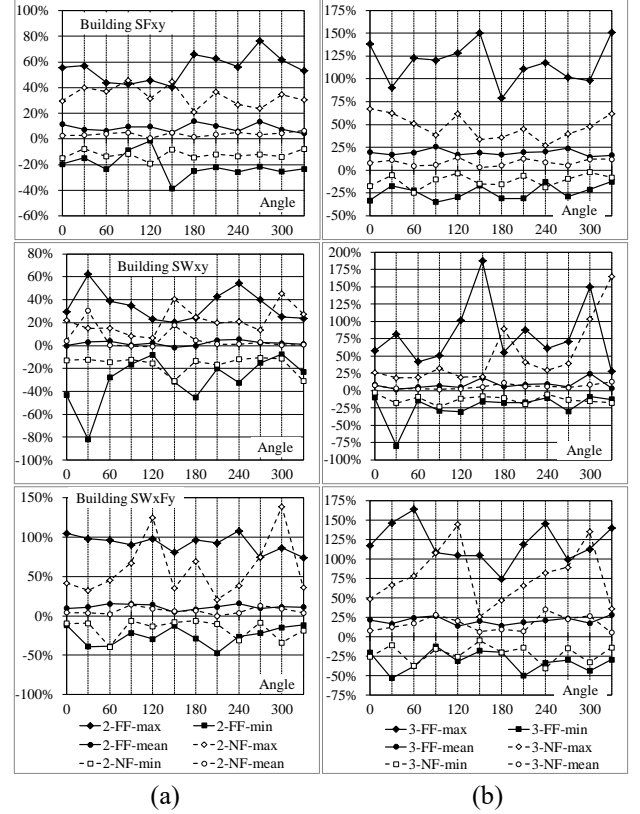 Building SFxy
100%
80%
60%
40%
20%
0%
-20%
-40%
-60%
0 60 120 180 240 300
Angle
175%
150%
125%
100%
75%
50%
25%
0%
-25%
-50%
0 60 120 180 240 300
Angle
Building SWxy
80%
60%
40%
20%
0%
-20%
-40%
-60%
-80%
-100%
0 60 120 180 240 300
Angle
200%
175%
150%
125%
100%
75%
50%
25%
0%
-25%
-50%
-75%
-100%
0 60 120 180 240 300
Angle
Building SWxFy
150%
100%
50%
0%
-50%
-100%
0 60 120 180 240 300
Angle
2-FF-max 2-FF-min
2-FF-mean 2-NF-max
2-NF-min 2-NF-mean
175%
150%
125%
100%
75%
50%
25%
0%
-25%
-50%
-75%
0 60 120 180 240 300
Angle
3-FF-max 3-FF-min
3-FF-mean 3-NF-max
3-NF-min 3-NF-mean
(a) (b)